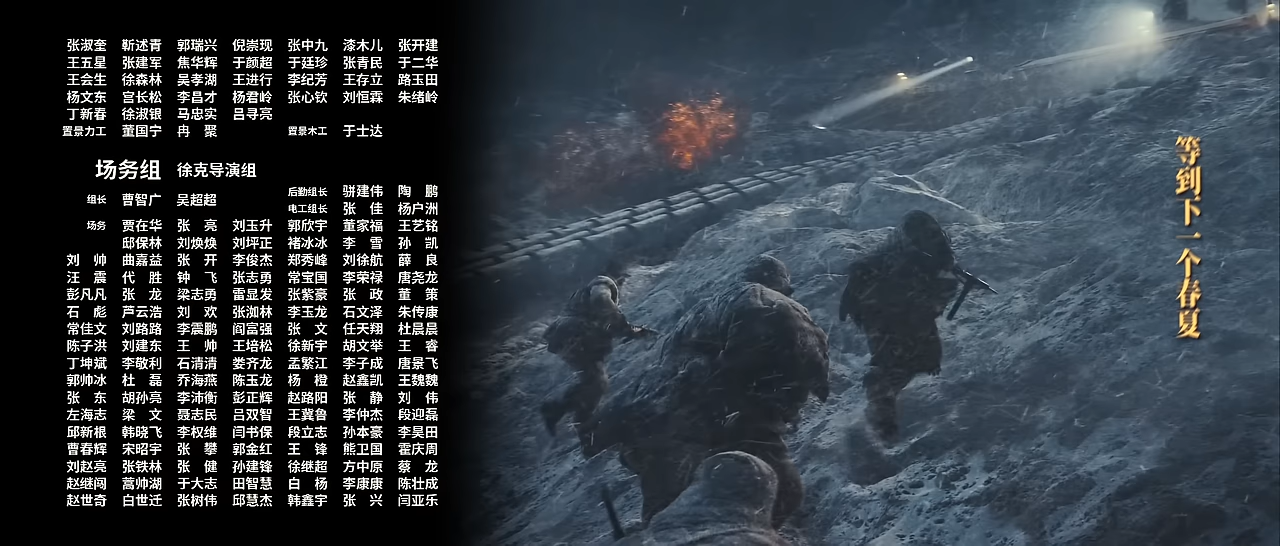 张淑奎 靳述青 郭瑞兴 倪崇现 张中九 漆木儿 张开建
王五星 张建军 焦华辉 于颜超 于廷珍 张青民 于二华
王会生 徐森林 吴孝湖 王进行 李纪芳 王存立 路玉田
杨文东 宫长松 李昌才 杨君岭 张心钦 刘恒霖 朱绪岭
丁新春 徐淑银 马忠实 吕寻亮
置景力工 董国宁 冉 聚 置景木工 于士达
场务组 徐克导演组
组长 曹智广 吴超超
后勤组长 骈建伟 陶 鹏
电工组长 张 佳 杨户洲
场务 贾在华 张 亮 刘玉升 郭欣宇 董家福 王艺铭
邸保林 刘焕焕 刘坪正 褚冰冰 李 雪 孙 凯
刘 帅 曲嘉益 张 开 李俊杰 郑秀峰 刘徐航 薛 良
汪 震 代 胜 钟 飞 张志勇 常宝国 李荣禄 唐尧龙
彭凡凡 张 龙 梁志勇 雷显发 张紫豪 张 政 董 策
石 彪 芦云浩 刘 欢 张洳林 李玉龙 石文泽 朱传康
常佳文 刘路路 李震鹏 阎富强 张 文 任天翔 杜晨晨
陈子洪 刘建东 王 帅 王培松 徐新宇 胡文举 王 睿
丁坤斌 李敬利 石清清 娄齐龙 孟繁江 李子成 唐景飞
郭帅冰 杜 磊 乔海燕 陈玉龙 杨 橙 赵鑫凯 王魏魏
张 东 胡孙亮 李沛衡 彭正辉 赵路阳 张 静 刘 伟
左海志 梁 文 聂志民 吕双智 王冀鲁 李仲杰 段迎磊
邱新根 韩晓飞 李权维 闫书保 段立志 孙本豪 李昊田
曹春辉 宋昭宇 张 攀 郭金红 王 锋 熊卫国 霍庆周
刘赵亮 张铁林 张 健 孙建锋 徐继超 方中原 蔡 龙
赵继闯 蒿帅湖 于大志 田智慧 白 杨 李康康 陈壮成
赵世奇 白世迁 张树伟 邱慧杰 韩鑫宇 张 兴 闫亚乐
等到下一个春夏